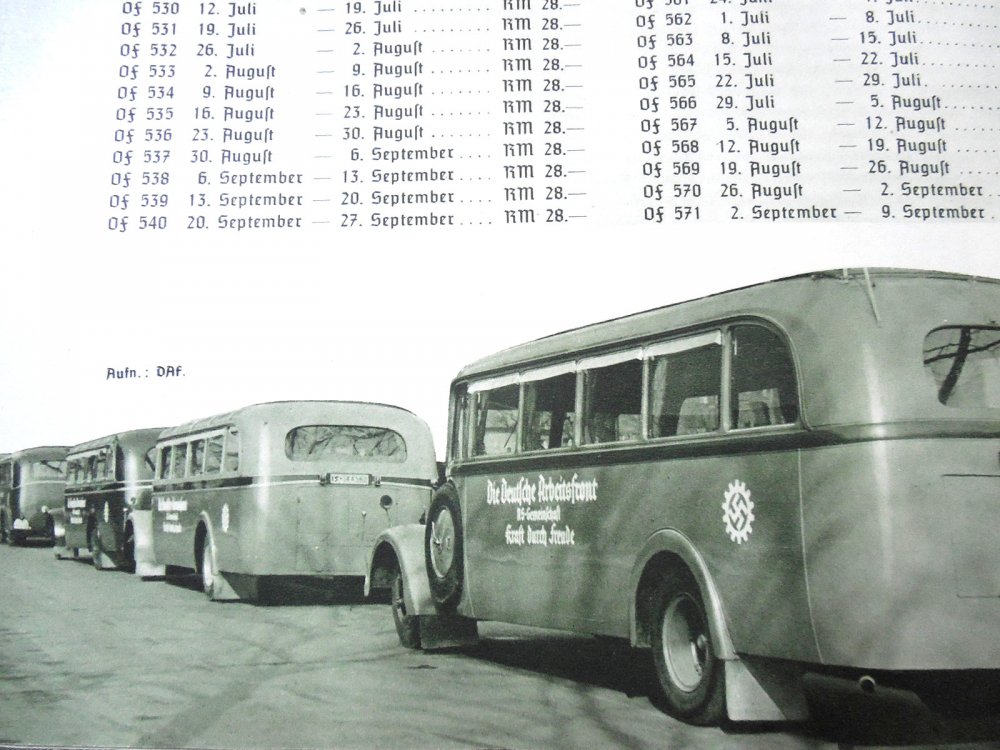 Of 530 12. Juli — 19. Juli ........ RM 28.—
Of 531 19. Juli — 26. Juli ........ RM 28.—
Of 532 26. Juli — 2. Auguſt ...... RM 28.—
Of 533 2. Auguſt — 9. Auguſt ...... RM 28.—
Of 534 9. Auguſt — 16. Auguſt ...... RM 28.—
Of 535 16. Auguſt — 23. Auguſt ...... RM 28.—
Of 536 23. Auguſt — 30. Auguſt ...... RM 28.—
Of 537 30. Auguſt — 6. September .... RM 28.—
Of 538 6. September — 13. September .... RM 28.—
Of 539 13. September — 20. September .... RM 28.—
Of 540 20. September — 27. September .... RM 28.—
Of 562 1. Juli — 8. Juli ........
Of 563 8. Juli — 15. Juli ........
Of 564 15. Juli — 22. Juli ........
Of 565 22. Juli — 29. Juli ........
Of 566 29. Juli — 5. Auguſt .....
Of 567 5. Auguſt — 12. Auguſt .....
Of 568 12. Auguſt — 19. Auguſt .....
Of 569 19. Auguſt — 26. Auguſt .....
Of 570 26. Auguſt — 2. September ...
Of 571 2. September — 9. September .
Aufn.: DAF.
Die Deutſche Arbeitsfront
NS-Gemeinſchaft
Kraft durch Freude